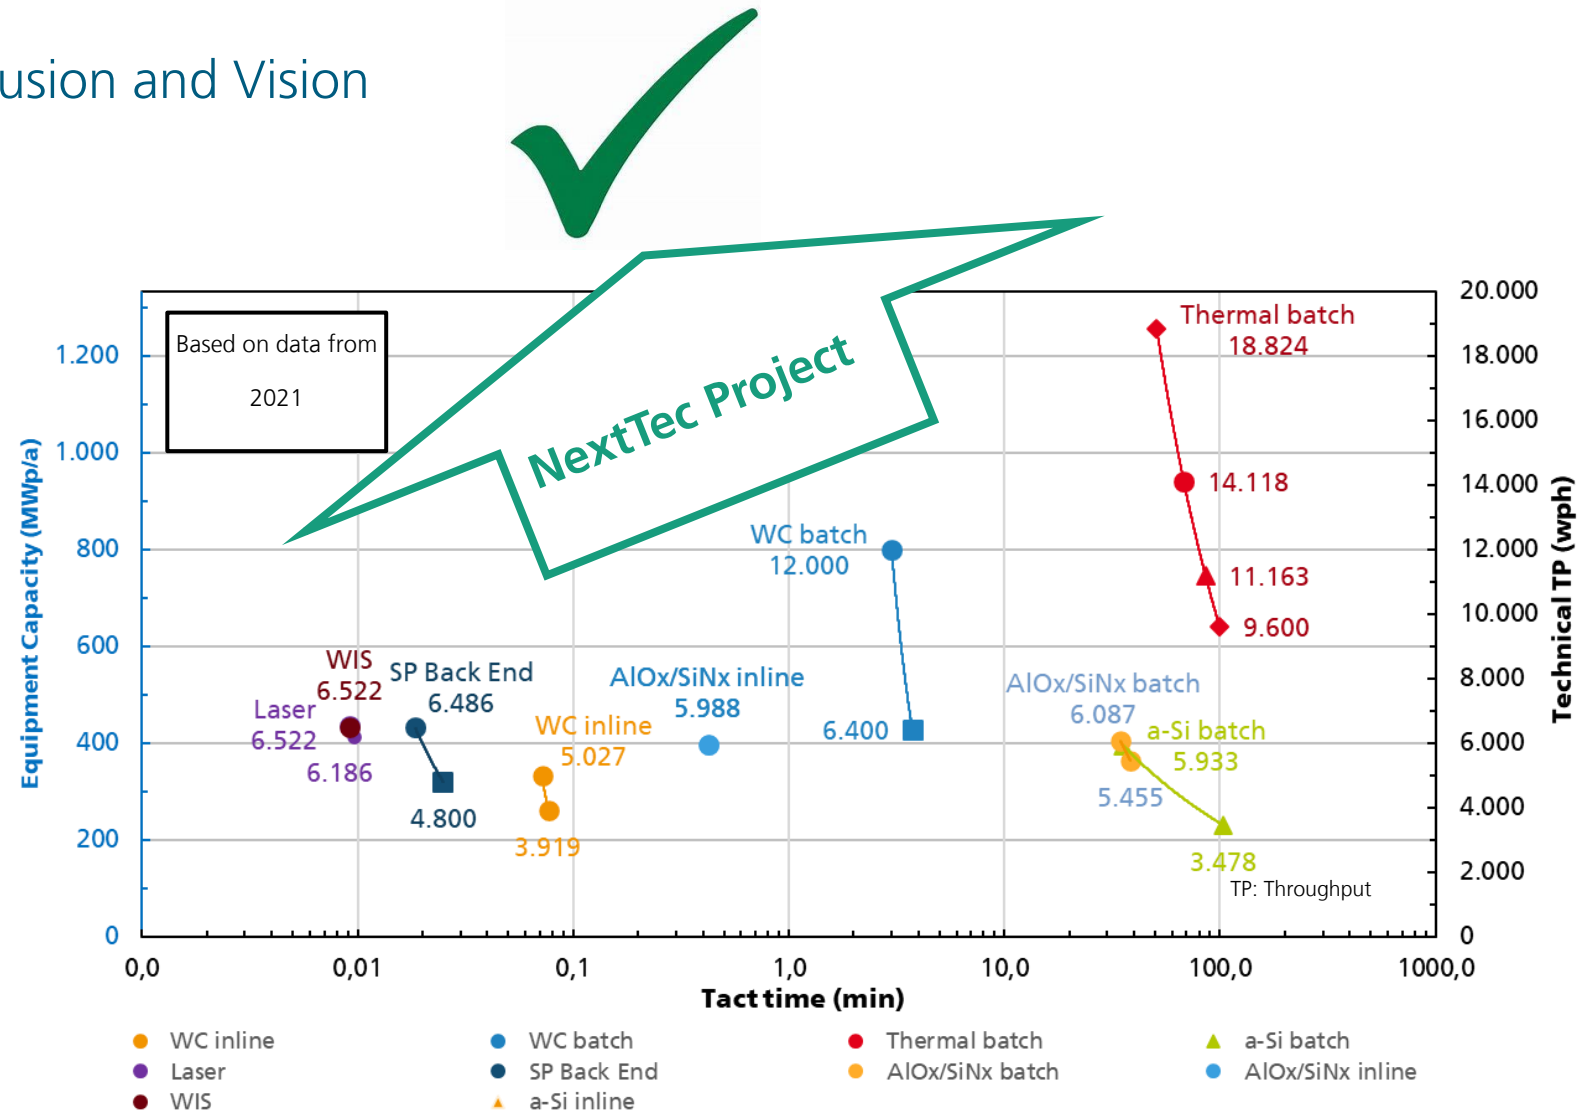 usion and Vision
Based on data from
2021
NextTec Project
Equipment Capacity (MWp/a)
1.200
1.000
800
600
400
200
0
Technical TP (wph)
20.000
18.000
16.000
14.000
12.000
10.000
8.000
6.000
4.000
2.000
0
Thermal batch
18.824
14.118
11.163
9.600
WC batch
12.000
6.400
WIS
6.522
Laser
6.522
6.186
SP Back End
6.486
4.800
WC inline
5.027
3.919
AlOx/SiNx inline
5.988
AlOx/SiNx batch
6.087
5.455
a-Si batch
5.933
3.478
TP: Throughput
0,0
0,01
0,1
1,0
10,0
100,0
1000,0
Tact time (min)
WC inline
WC batch
Thermal batch
a-Si batch
Laser
SP Back End
AlOx/SiNx batch
AlOx/SiNx inline
WIS
a-Si inline